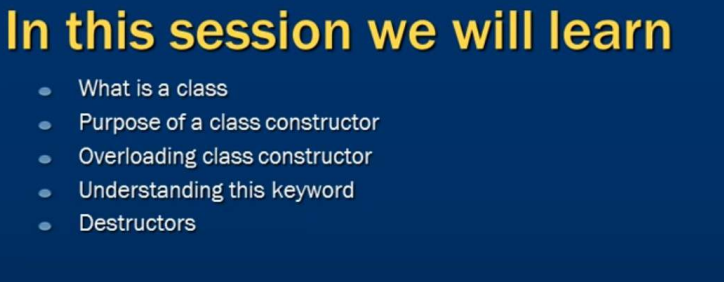 In this session we will learn
What is a class
Purpose of a class constructor
Overloading class constructor
Understanding this keyword
Destructors